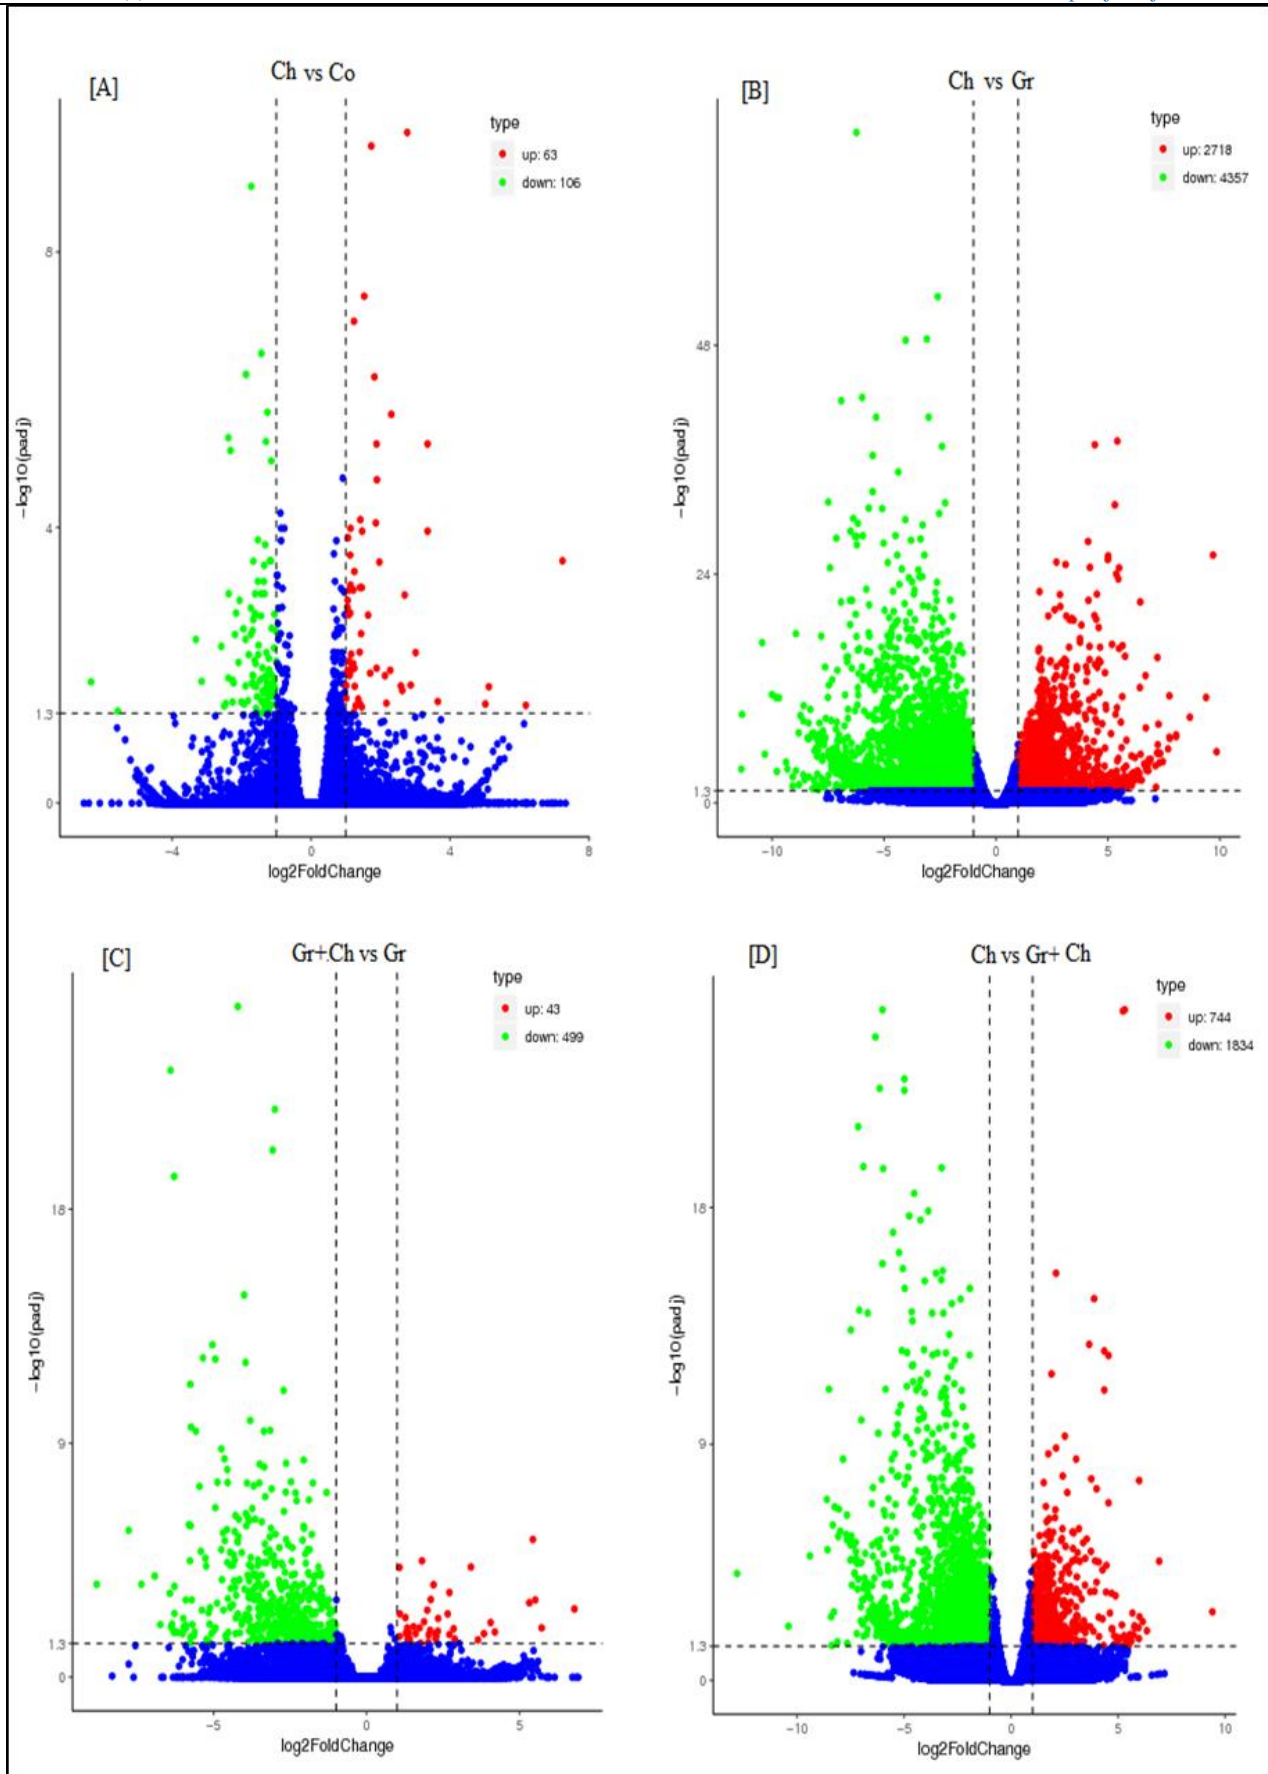 [A]
Ch vs Co
type
up: 63
down: 106
8
4
1.3
0
-log10(padj)
-4 0 4 8
log2FoldChange
[B]
Ch vs Gr
type
up: 2718
down: 4357
48
24
1.3
0
-log10(padj)
-10 -5 0 5 10
log2FoldChange
[C]
Gr+.Ch vs Gr
type
up: 43
down: 499
18
9
1.3
0
-log10(padj)
-5 0 5
log2FoldChange
[D]
Ch vs Gr+ Ch
type
up: 744
down: 1834
18
9
1.3
0
-log10(padj)
-10 -5 0 5 10
log2FoldChange